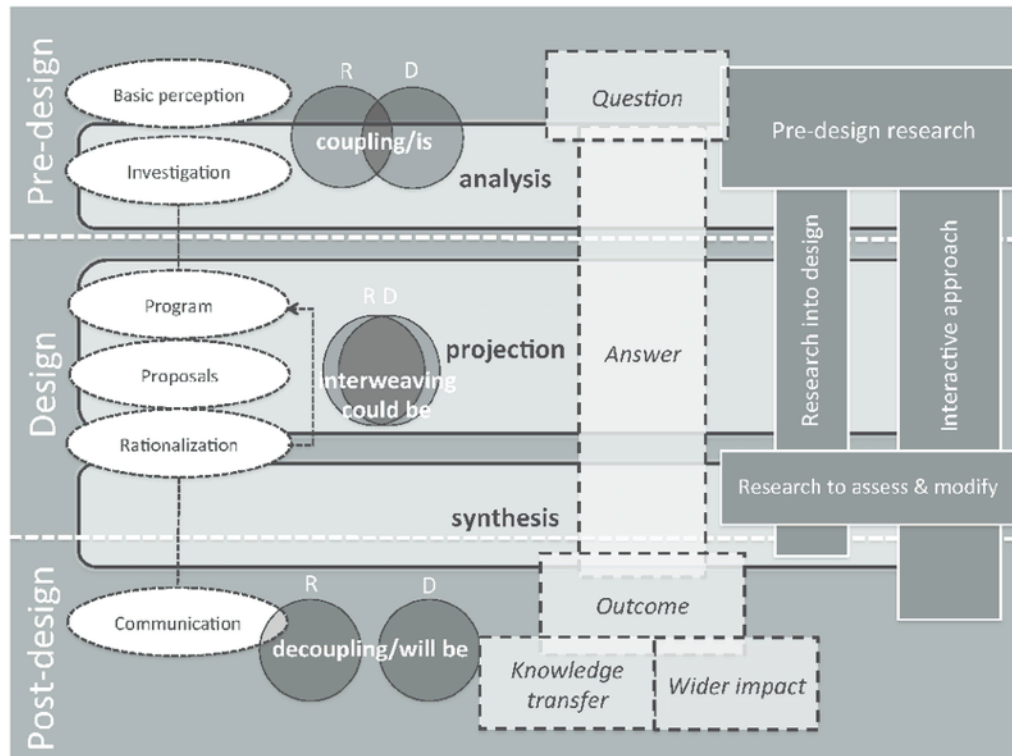 Pre-design
Basic perception
Investigation
R
D
coupling/is
analysis
Question
Pre-design research
Design
Program
Proposals
Rationalization
R D
interweaving
could be
projection
synthesis
Answer
Research into design
Interactive approach
Research to assess & modify
Post-design
Communication
R
D
decoupling/will be
Outcome
Knowledge
transfer
Wider impact